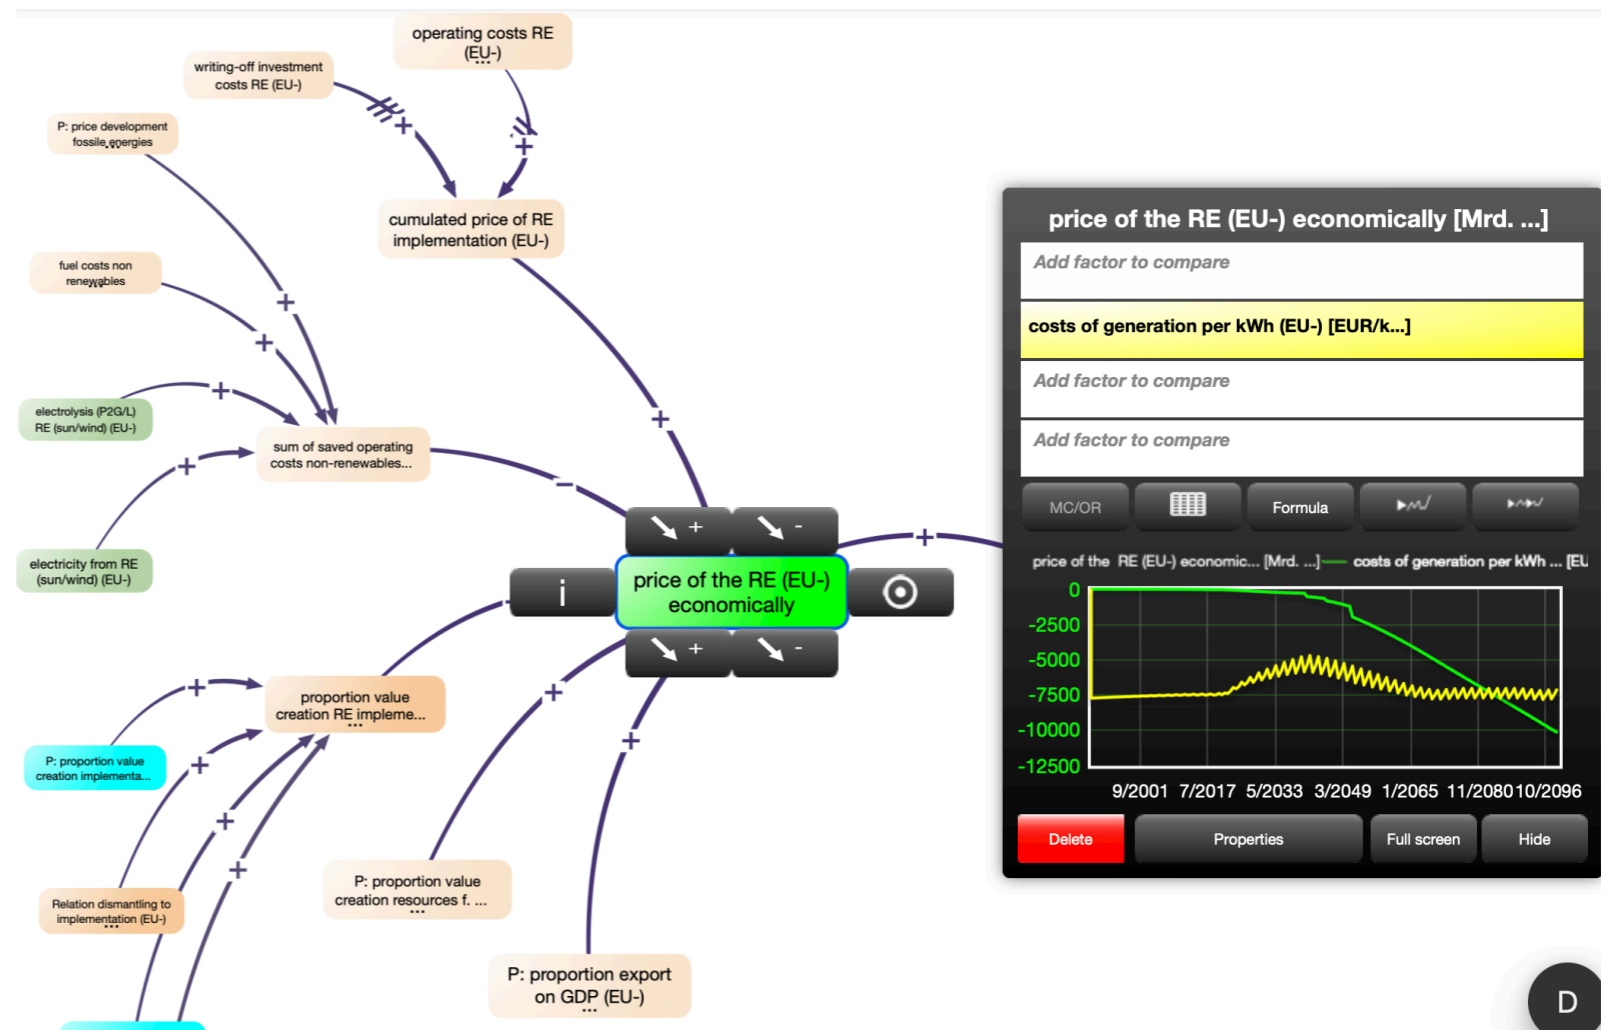 operating costs RE
(EU-)
...
writing-off investment
costs RE (EU-)
P: price development
fossile energies
...
cumulated price of RE
implementation (EU-)
fuel costs non
renewables
...
electrolysis (P2G/L)
RE (sun/wind) (EU-)
sum of saved operating
costs non-renewables...
electricity from RE
(sun/wind) (EU-)
+ -
i
price of the RE (EU-)
economically
+ -
proportion value
creation RE impleme...
...
P: proportion value
creation implementa...
Relation dismantling to
implementation (EU-)
...
P: proportion value
creation resources f. ...
...
P: proportion export
on GDP (EU-)
...
price of the RE (EU-) economically [Mrd. ...]
Add factor to compare
costs of generation per kWh (EU-) [EUR/k...]
Add factor to compare
Add factor to compare
MC/OR
Formula
price of the RE (EU-) economic... [Mrd. ...] costs of generation per kWh ... [EU
0
-2500
-5000
-7500
-10000
-12500
9/2001 7/2017 5/2033 3/2049 1/2065 11/2080 10/2096
Delete Properties Full screen Hide
D